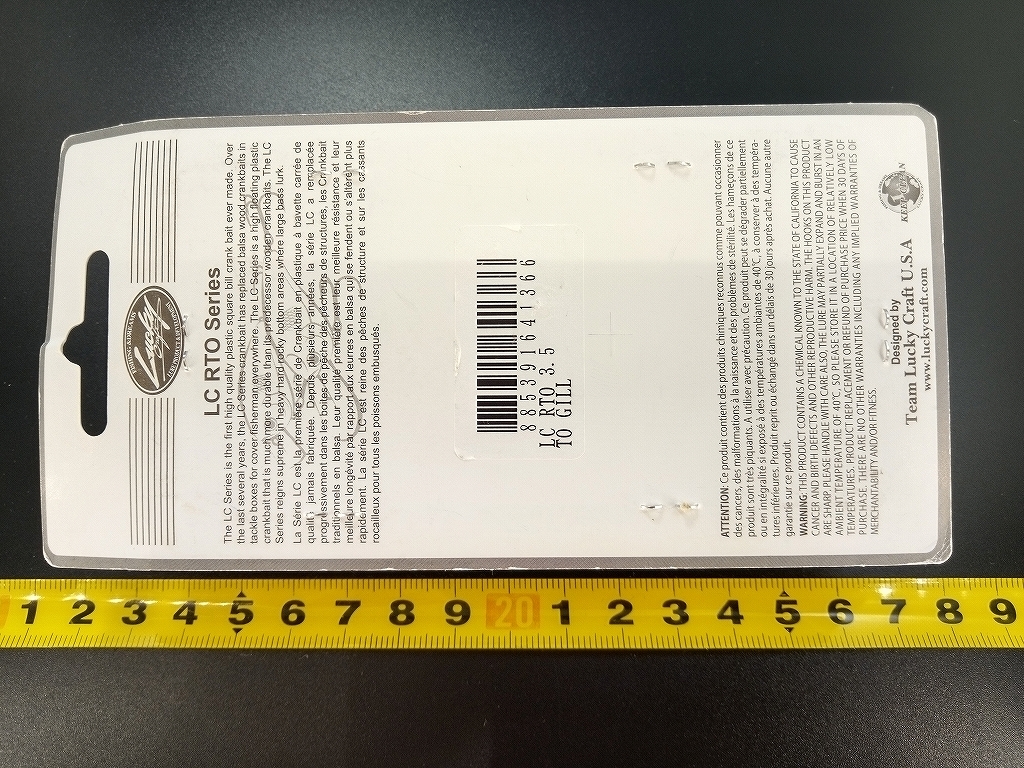 Lucky
Craft
LC RTO Series
The LC Series is the first high quality plastic square bill crank bait ever made. Over
the last several years, the LC Series crankbait has replaced balsa wood crankbaits in
tackle boxes for cover fisherman everywhere. The LC Series is a high floating plastic
crankbait that is much more durable than its predecessor wooden crankbaits. The LC
Series reigns supreme in heavy hard rocky bottom areas where large bass lurk.
La Série LC est la première série de Crankbait en plastique à bavette carrée de
qualité jamais fabriquée. Depuis plusieurs années, la série LC a remplacée
progressivement dans les boîtes de pêche des pêcheurs de structures, les Crankbait
traditionnels en balsa. Leur qualité première est leur meilleure résistance et leur
meilleure longévité par rapport aux leurres en balsa qui se fendent ou s'altèrent plus
rapidement. La série LC est reine des pêches de structure et sur les cassants
rocailleux pour tous les poissons embusqués.
885391641366
LC RTO 3.5
TO GILL
ATTENTION: Ce produit contient des produits chimiques reconnus comme pouvant occasionner
des cancers, des malformations à la naissance et des problèmes de stérilité. Les hameçons de ce
produit sont très piquants. A utiliser avec précaution. Ce produit peut se dégrader partiellement
ou en intégralité si exposé à des températures ambiantes de 40°C, à conserver à des tempéra-
tures inférieures. Produit reprit ou échangé dans un délais de 30 jours après achat. Aucune autre
garantie sur ce produit.
WARNING: THIS PRODUCT CONTAINS A CHEMICAL KNOWN TO THE STATE OF CALIFORNIA TO CAUSE
CANCER AND BIRTH DEFECTS AND OTHER REPRODUCTIVE HARM. THE HOOKS ON THIS PRODUCT
ARE SHARP. PLEASE HANDLE WITH CARE ALSO, THE LURE MAY PARTIALLY EXPAND AND BURST IN AN
AMBIENT TEMPERATURE OF 40°C, SO PLEASE STORE IT IN A LOCATION OF RELATIVELY LOW
TEMPERATURES. PRODUCT REPLACEMENT OR REFUND OF PURCHASE PRICE WHEN 30 DAYS OF
PURCHASE. THERE ARE NO OTHER WARRANTIES INCLUDING ANY IMPLIED WARRANTIES OF
MERCHANTABILITY AND/OR FITNESS.
Designed by
Team Lucky Craft U.S.A
www.luckycraft.com
KEEP CLEAN
1 2 3 4 5 6 7 8 9 20 1 2 3 4 5 6 7 8 9